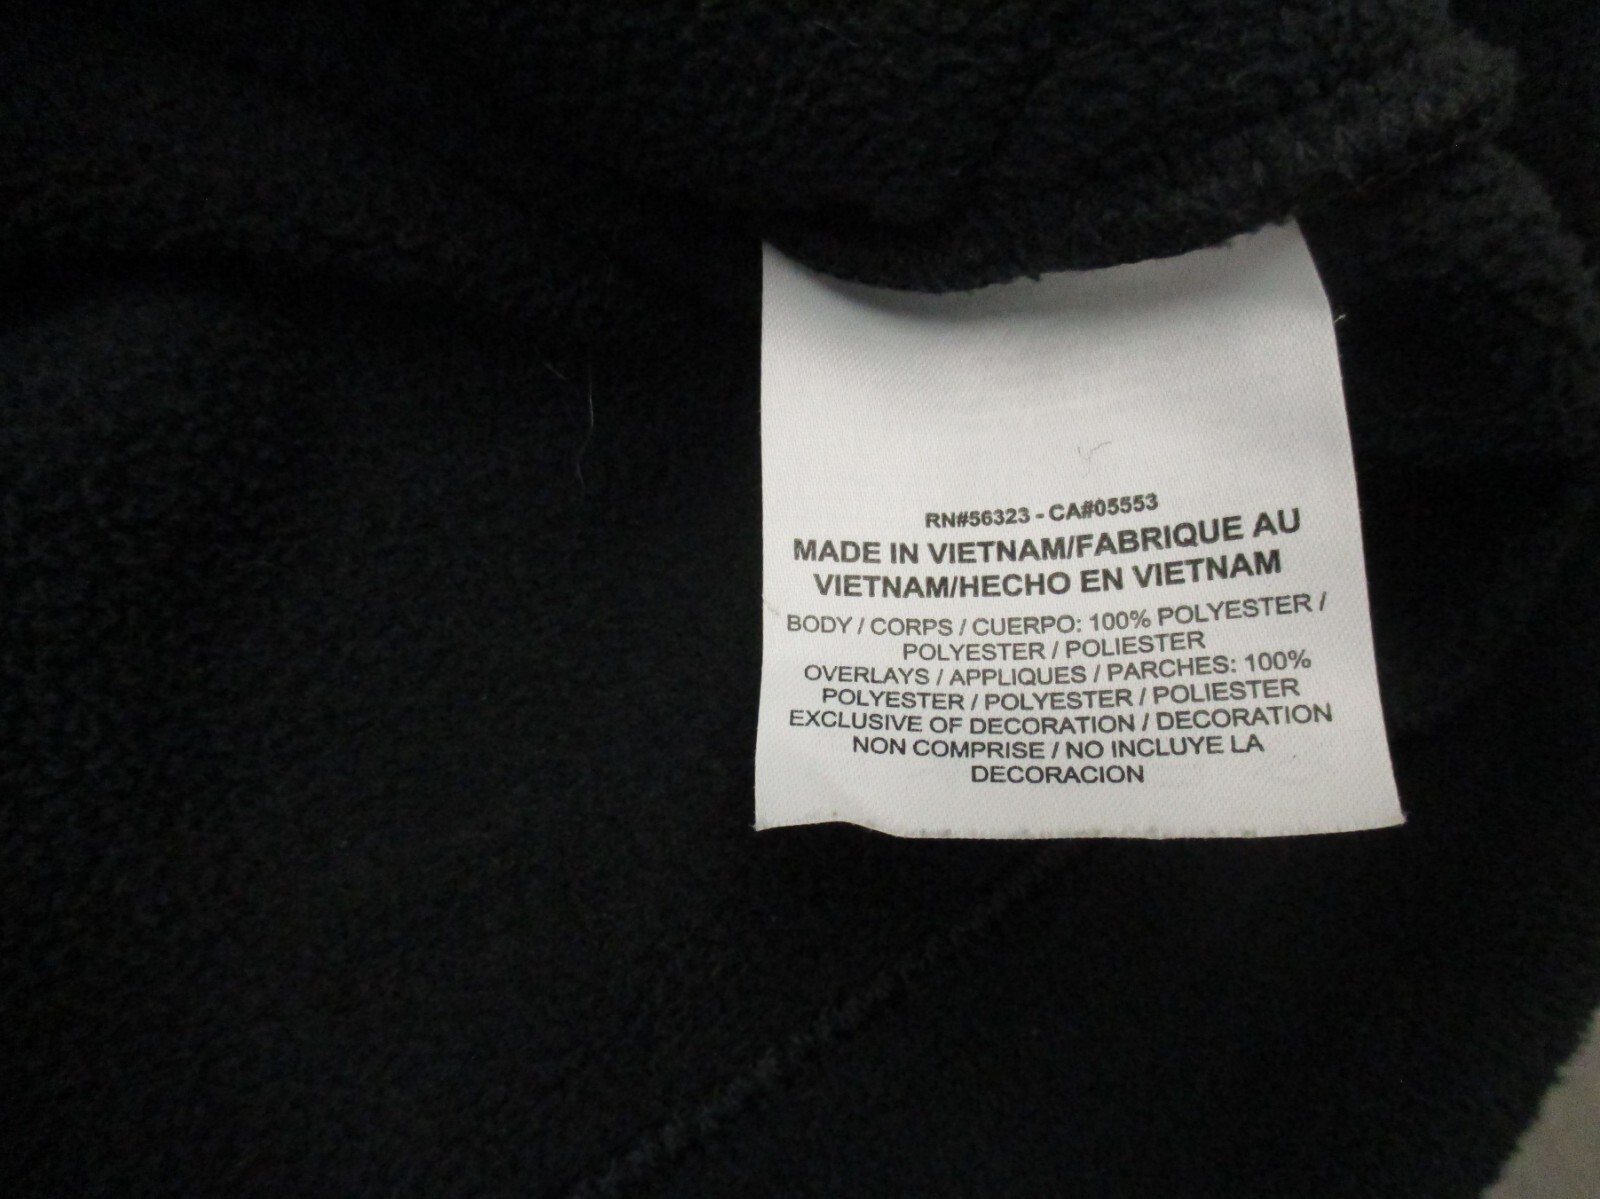 RN#56323 - CA#05553
MADE IN VIETNAM/FABRIQUE AU
VIETNAM/HECHO EN VIETNAM
BODY / CORPS / CUERPO: 100% POLYESTER /
POLYESTER / POLIESTER
OVERLAYS / APPLIQUES / PARCHES: 100%
POLYESTER / POLYESTER / POLIESTER
EXCLUSIVE OF DECORATION / DECORATION
NON COMPRISE / NO INCLUYE LA
DECORACION